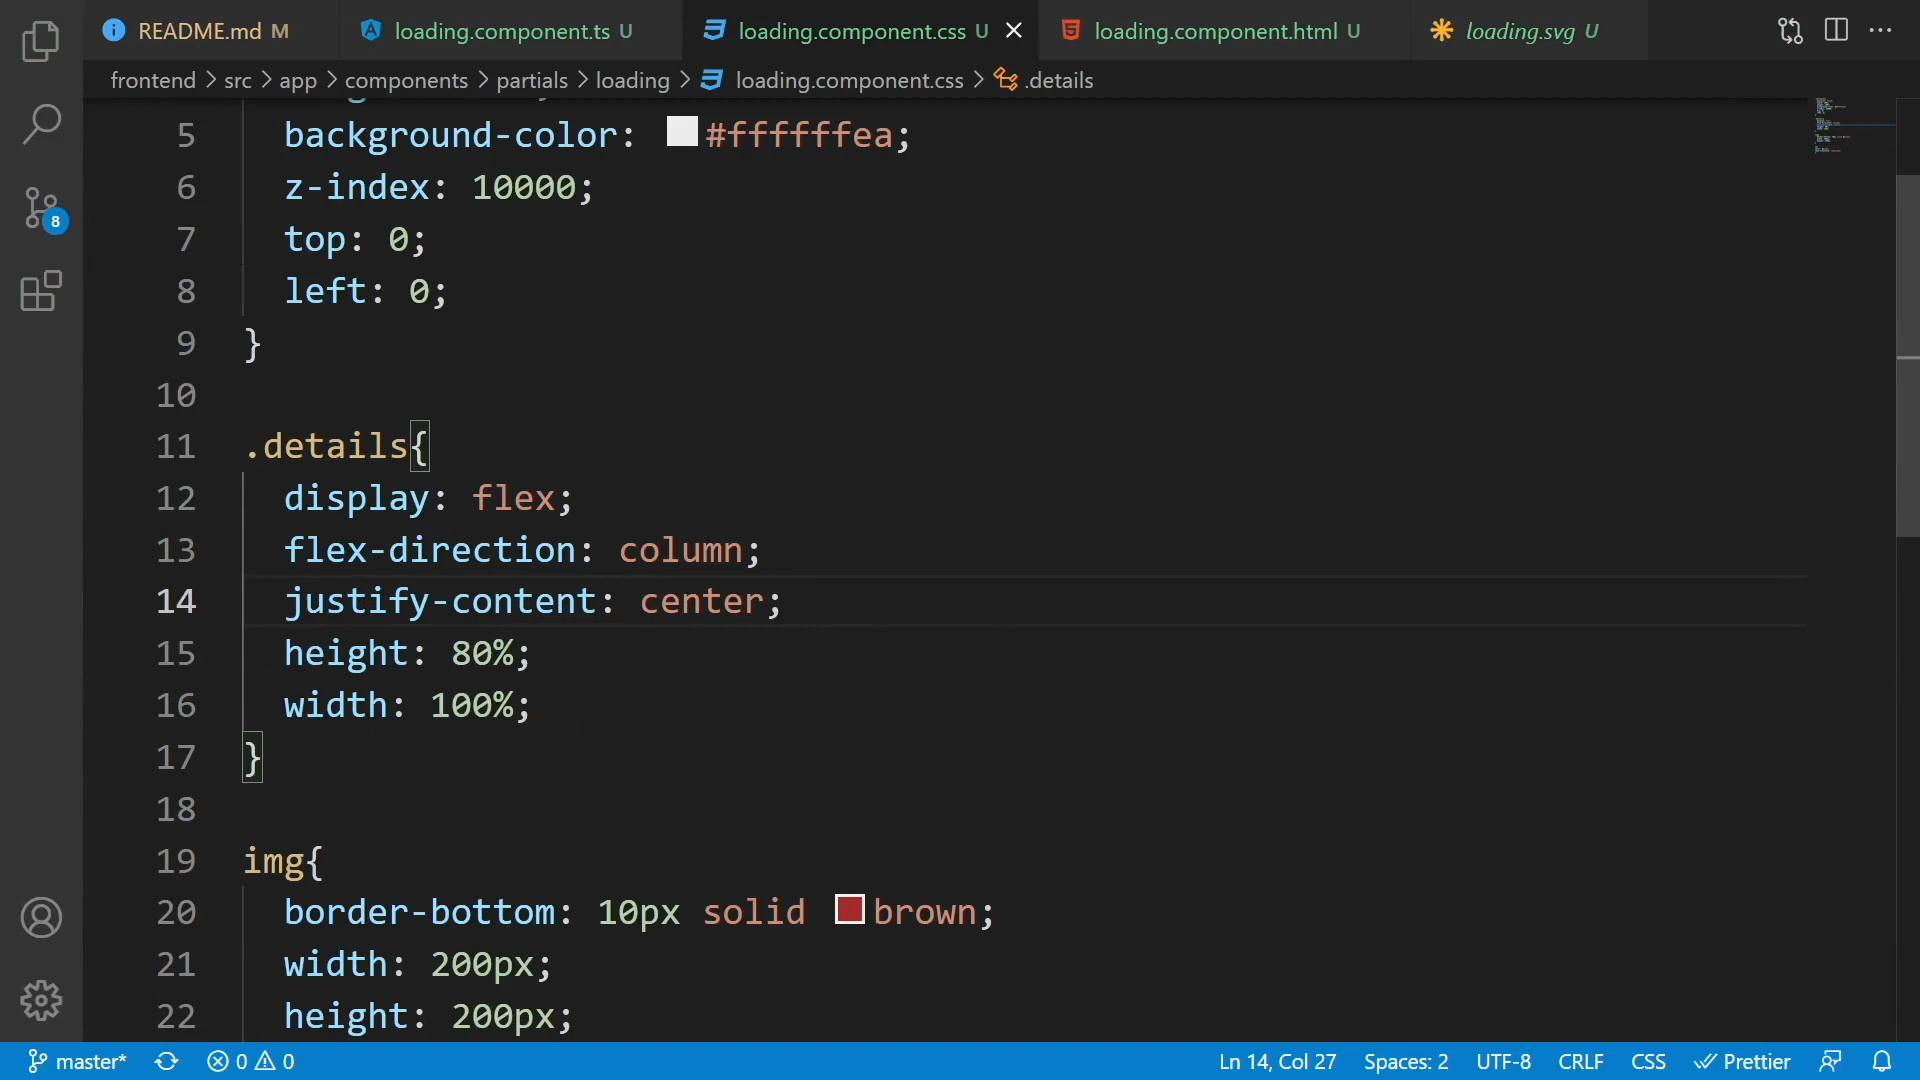 README.md M
loading.component.ts U
loading.component.css U
loading.component.html U
loading.svg U
frontend > src > app > components > partials > loading > loading.component.css > .details
5 background-color: #ffffffea;
6 z-index: 10000;
7 top: 0;
8 left: 0;
9 }
10
11 .details{
12 display: flex;
13 flex-direction: column;
14 justify-content: center;
15 height: 80%;
16 width: 100%;
17 }
18
19 img{
20 border-bottom: 10px solid brown;
21 width: 200px;
22 height: 200px;
8
master* 0 0 Ln 14, Col 27 Spaces: 2 UTF-8 CRLF CSS Prettier